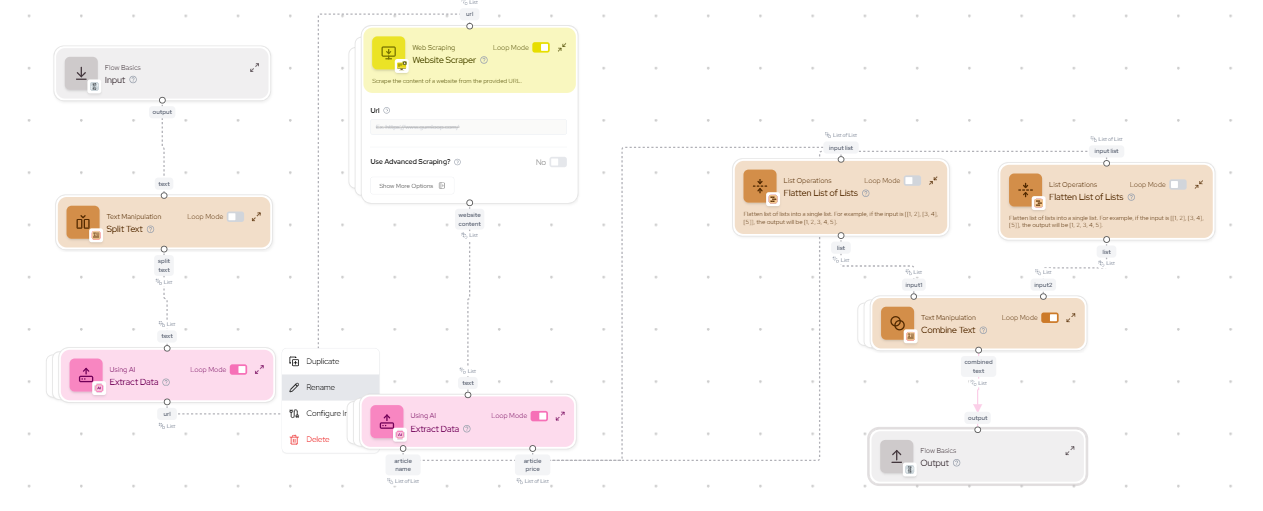 List
url
Web Scraping
Loop Mode
Website Scraper
Scrape the content of a website from the provided URL.
Url
Use Advanced Scraping?
No
Show More Options
website
content
List
Flow Basics
Input
output
text
Text Manipulation
Loop Mode
Split Text
split
text
List
List
text
Using AI
Loop Mode
Extract Data
url
List
Duplicate
Rename
Configure In
Delete
List
text
Using AI
Loop Mode
Extract Data
article
name
List of List
article
price
List of List
List of List
input list
List Operations
Loop Mode
Flatten List of Lists
Flatten list of lists into a single list. For example, if the input is [[1, 2], [3, 4],
[5]], the output will be [1, 2, 3, 4, 5].
list
List
List of List
input list
List Operations
Loop Mode
Flatten List of Lists
Flatten list of lists into a single list. For example, if the input is [[1, 2], [3, 4],
[5]], the output will be [1, 2, 3, 4, 5].
list
List
List
input1
List
input2
Text Manipulation
Loop Mode
Combine Text
combined
text
List
output
Flow Basics
Output